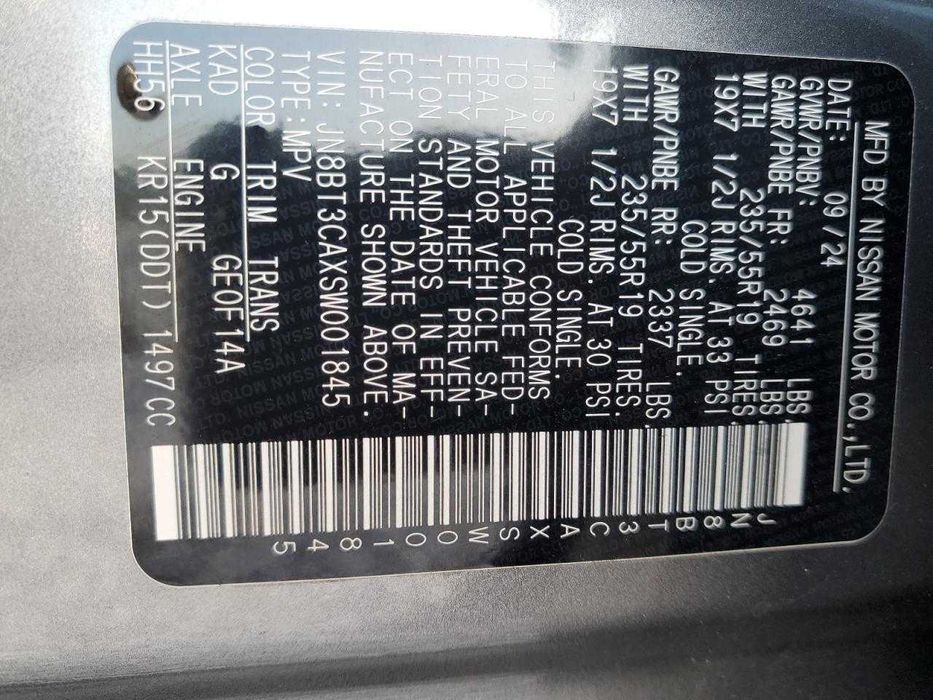 MFD BY NISSAN MOTOR CO.,LTD.
DATE: 09/24
GVWR/PNBV: 4641 LBS.
GAWR/PNBE FR: 2469 LBS.
WITH 235/55R19 TIRES.
19X7 1/2J RIMS. AT 33 PSI
COLD SINGLE.
GAWR/PNBE RR: 2337 LBS.
WITH 235/55R19 TIRES.
19X7 1/2J RIMS. AT 30 PSI
COLD SINGLE.
THIS VEHICLE CONFORMS
TO ALL APPLICABLE FED-
ERAL MOTOR VEHICLE SA-
FETY AND THEFT PREVEN-
TION STANDARDS IN EFF-
ECT ON THE DATE OF MA-
NUFACTURE SHOWN ABOVE.
VIN: JN8BT3CAXSW001845
TYPE:MPV
COLOR TRIM TRANS
KAD G GE0F14A
AXLE ENGINE
HH56 KR15(DDT) 1497CC
JN8BT3CAXSW001845